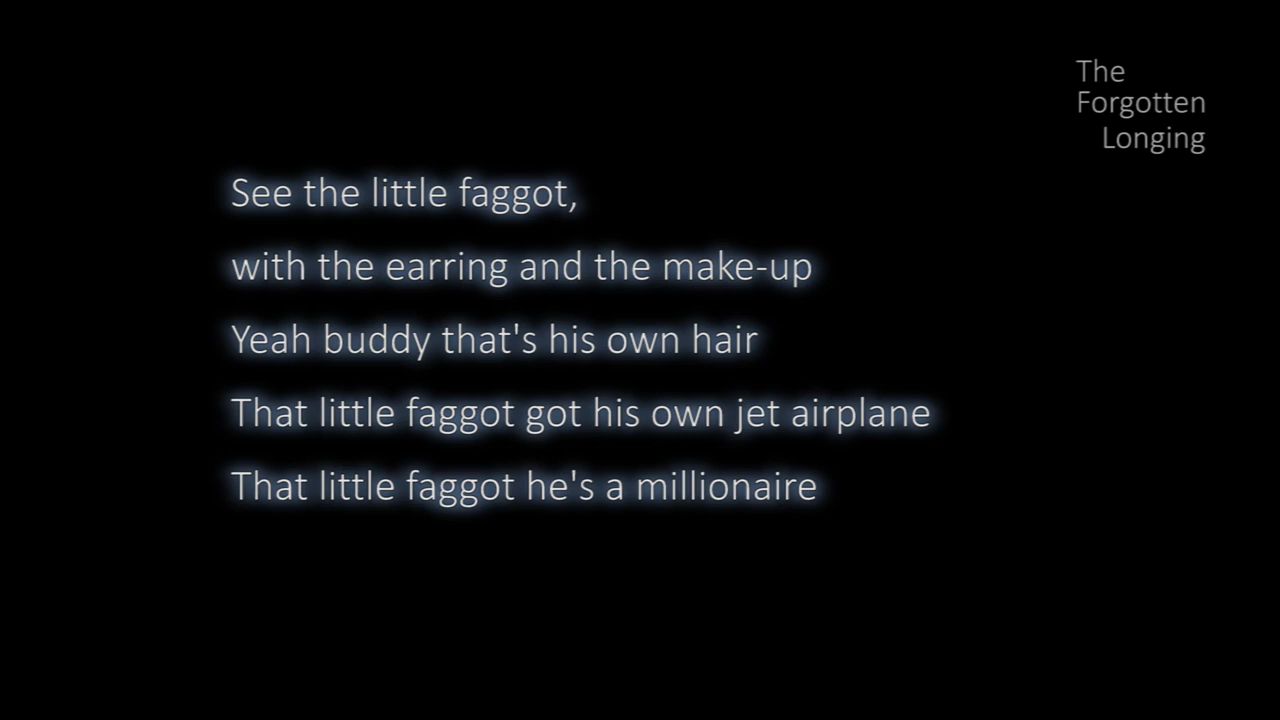 The
Forgotten
Longing
See the little faggot,
with the earring and the make-up
Yeah buddy that's his own hair
That little faggot got his own jet airplane
That little faggot he's a millionaire